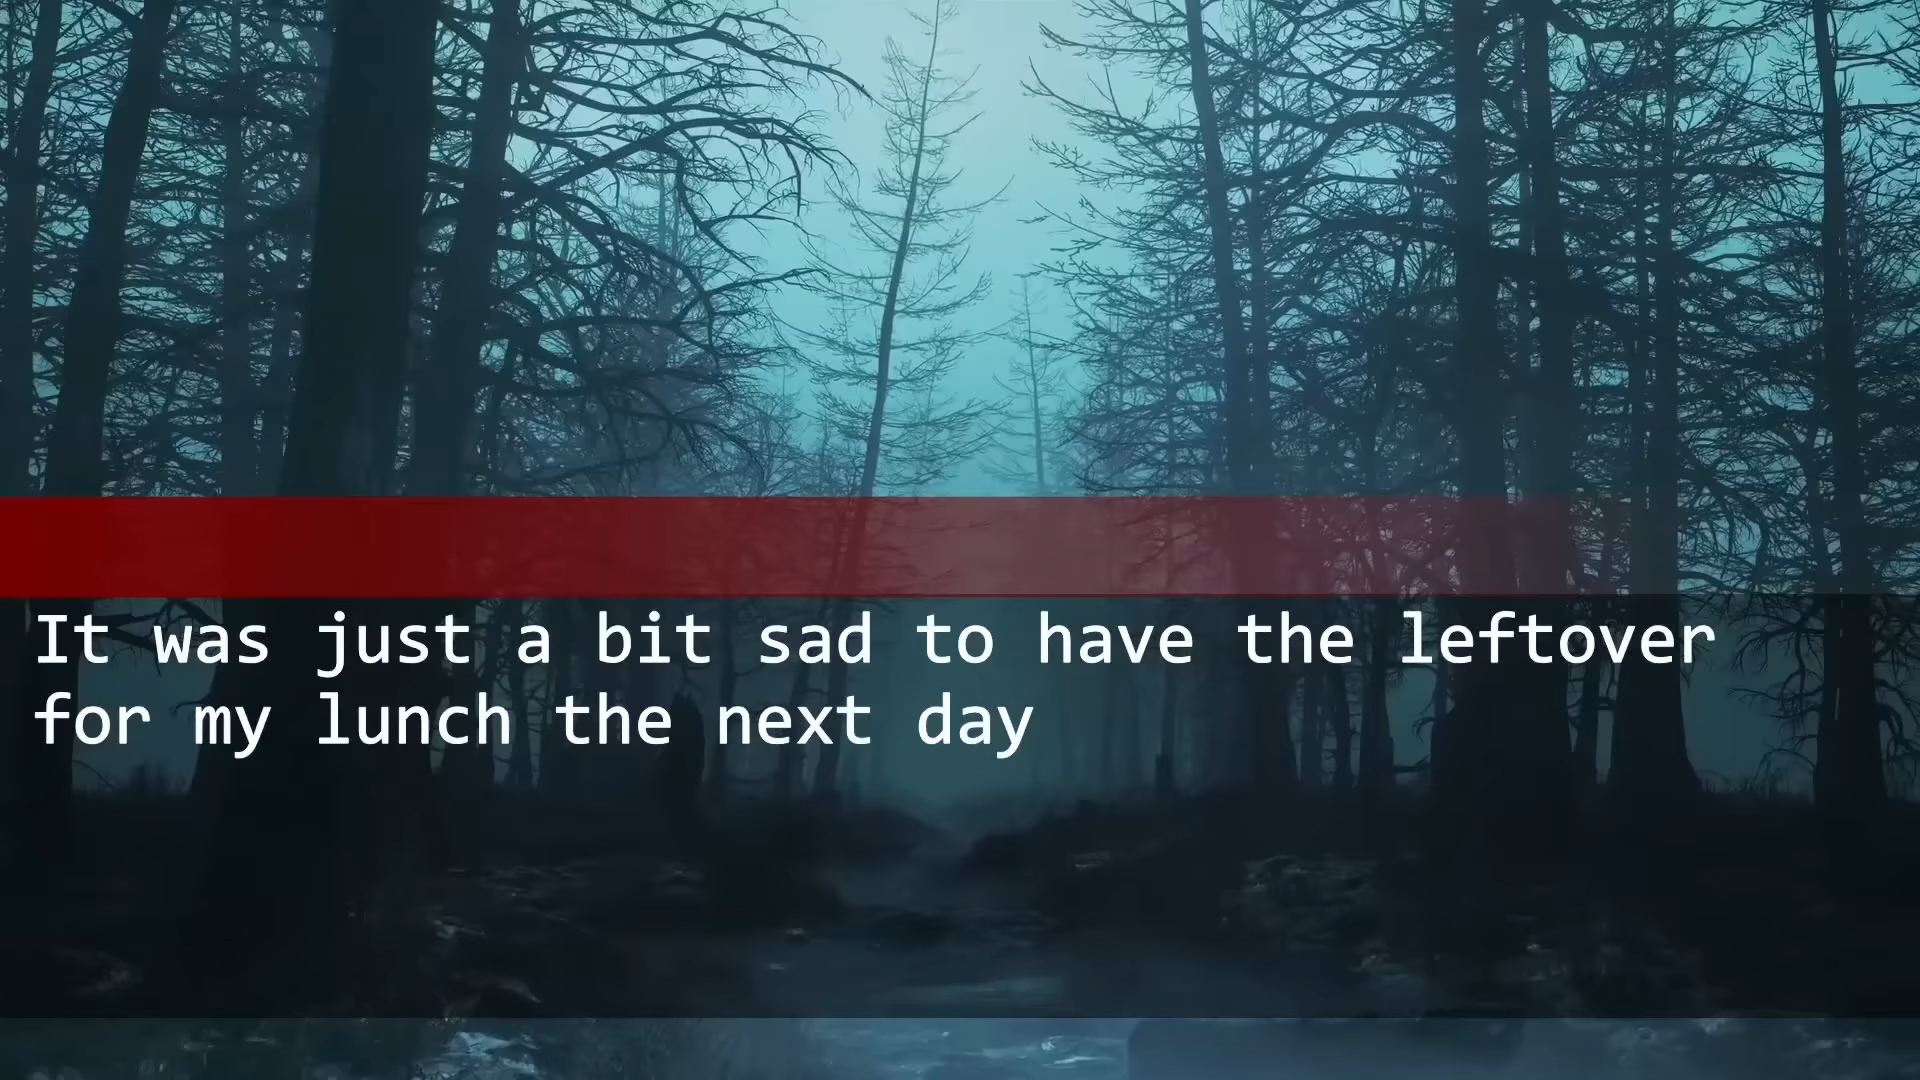 It was just a bit sad to have the leftover
for my lunch the next day